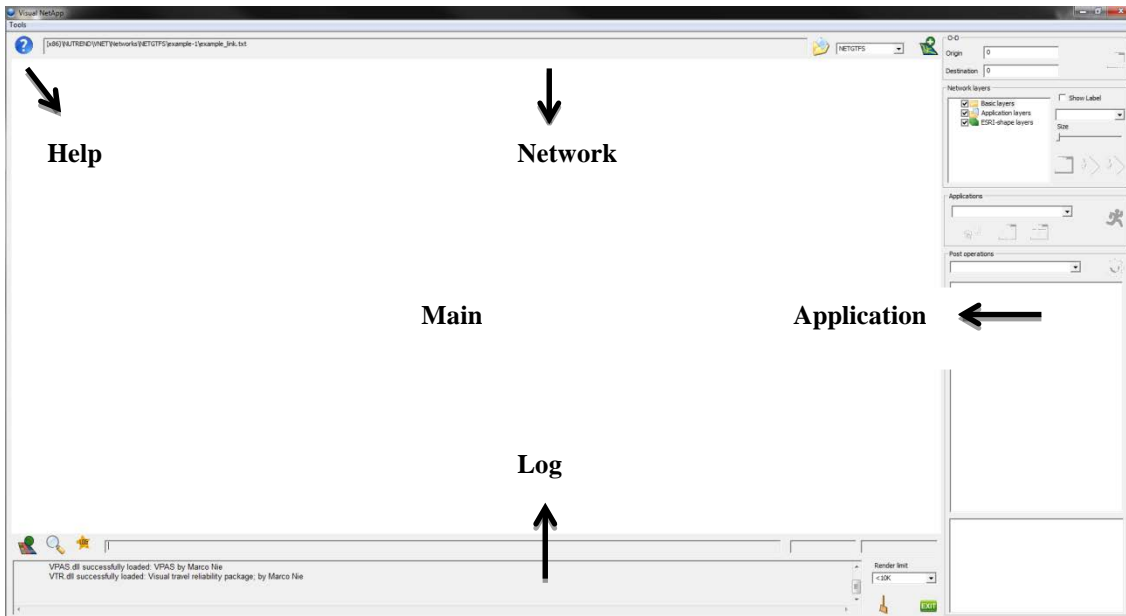 Visual NetApp
Tools
(x86)\NUTREND\VNET\Networks\NETGTFS\example-1\example_link.txt
NETGTFS
O-D
Origin 0
Destination 0
Network layers
Basic layers
Application layers
ESRI-shape layers
Show Label
Size
Help
Network
Applications
Post operations
Main
Application
Log
VPAS.dll successfully loaded: VPAS by Marco Nie
VTR.dll successfully loaded: Visual travel reliability package; by Marco Nie
Render limit
<10K
EXIT